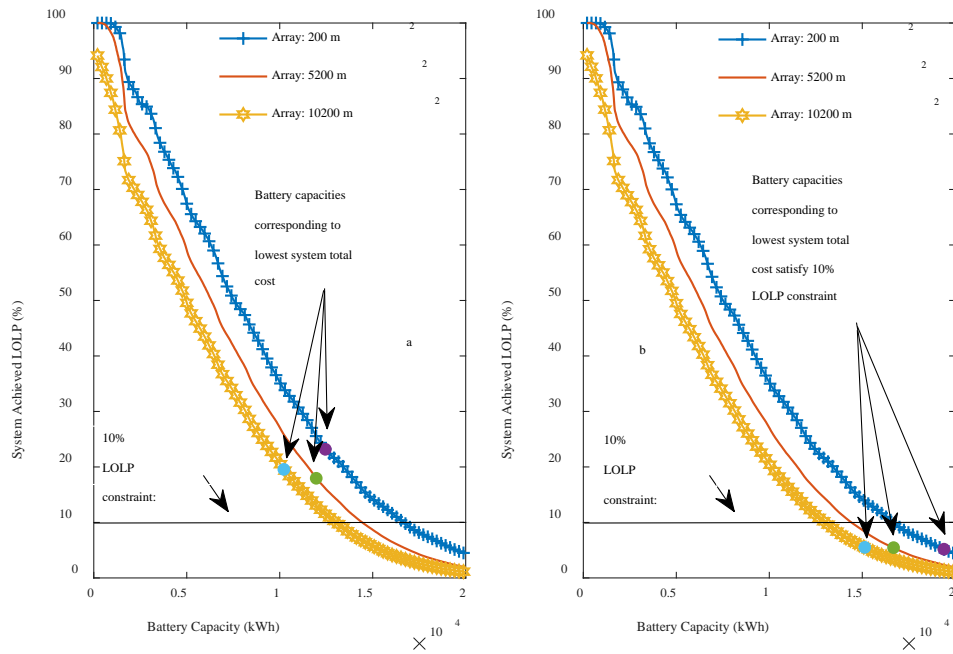 100
90
80
70
60
50
40
30
20
10
0
System Achieved LOLP (%)
Array: 200 m 2
Array: 5200 m 2
Array: 10200 m 2
Battery capacities
corresponding to
lowest system total
cost
a
10%
LOLP
constraint:
0 0.5 1 1.5 2
Battery Capacity (kWh)
× 10 4
100
90
80
70
60
50
40
30
20
10
0
System Achieved LOLP (%)
Array: 200 m 2
Array: 5200 m 2
Array: 10200 m 2
Battery capacities
corresponding to
lowest system total
cost satisfy 10%
LOLP constraint
b
10%
LOLP
constraint:
0 0.5 1 1.5 2
Battery Capacity (kWh)
× 10 4